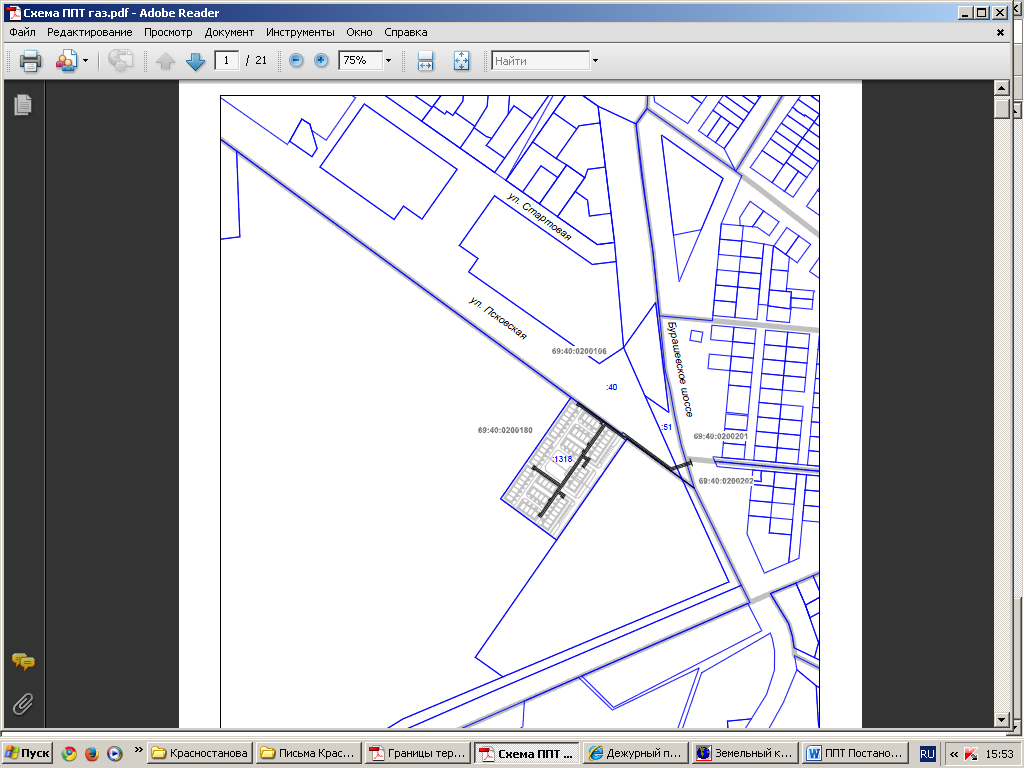 Схема ППТ газ.pdf - Adobe Reader
Файл Редактирование Просмотр Документ Инструменты Окно Справка
1 / 21 75% Найти
ул. Стартовая
ул. Псковская
Бурашевское шоссе
69:40:0200106
:40
:51
69:40:0200180
69:40:0200201
:1318
69:40:0200202
Пуск » Красностанова Письма Крас... Границы тер... Схема ППТ ... Дежурный п... Земельный к... ППТ Постано... RU « 15:53